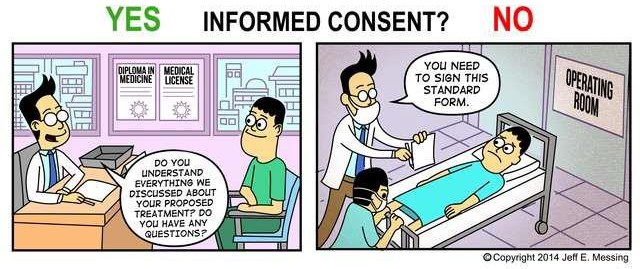 YES INFORMED CONSENT? NO
DIPLOMA IN
MEDICINE
MEDICAL
LICENSE
DO YOU
UNDERSTAND
EVERYTHING WE
DISCUSSED ABOUT
YOUR PROPOSED
TREATMENT? DO
YOU HAVE ANY
QUESTIONS?
YOU NEED
TO SIGN THIS
STANDARD
FORM.
OPERATING
ROOM
©Copyright 2014 Jeff E. Messing